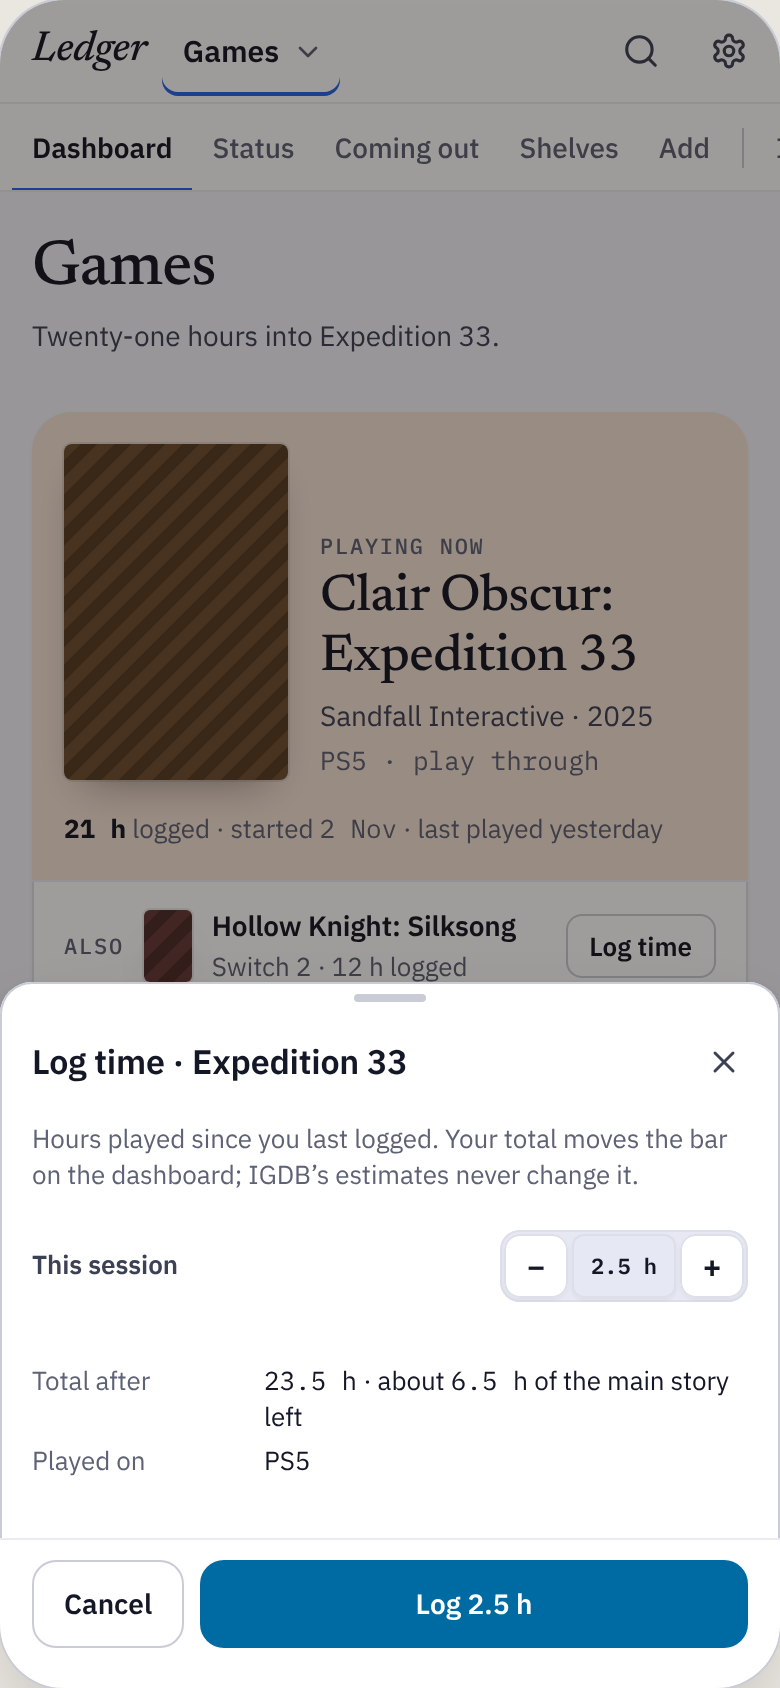 Ledger Games
Dashboard Status Coming out Shelves Add
Games
Twenty-one hours into Expedition 33.
PLAYING NOW
Clair Obscur:
Expedition 33
Sandfall Interactive · 2025
PS5 · play through
21 h logged · started 2 Nov · last played yesterday
ALSO
Hollow Knight: Silksong
Switch 2 · 12 h logged
Log time
Log time · Expedition 33
Hours played since you last logged. Your total moves the bar
on the dashboard; IGDB’s estimates never change it.
This session − 2.5 h +
Total after 23.5 h · about 6.5 h of the main story
left
Played on PS5
Cancel Log 2.5 h